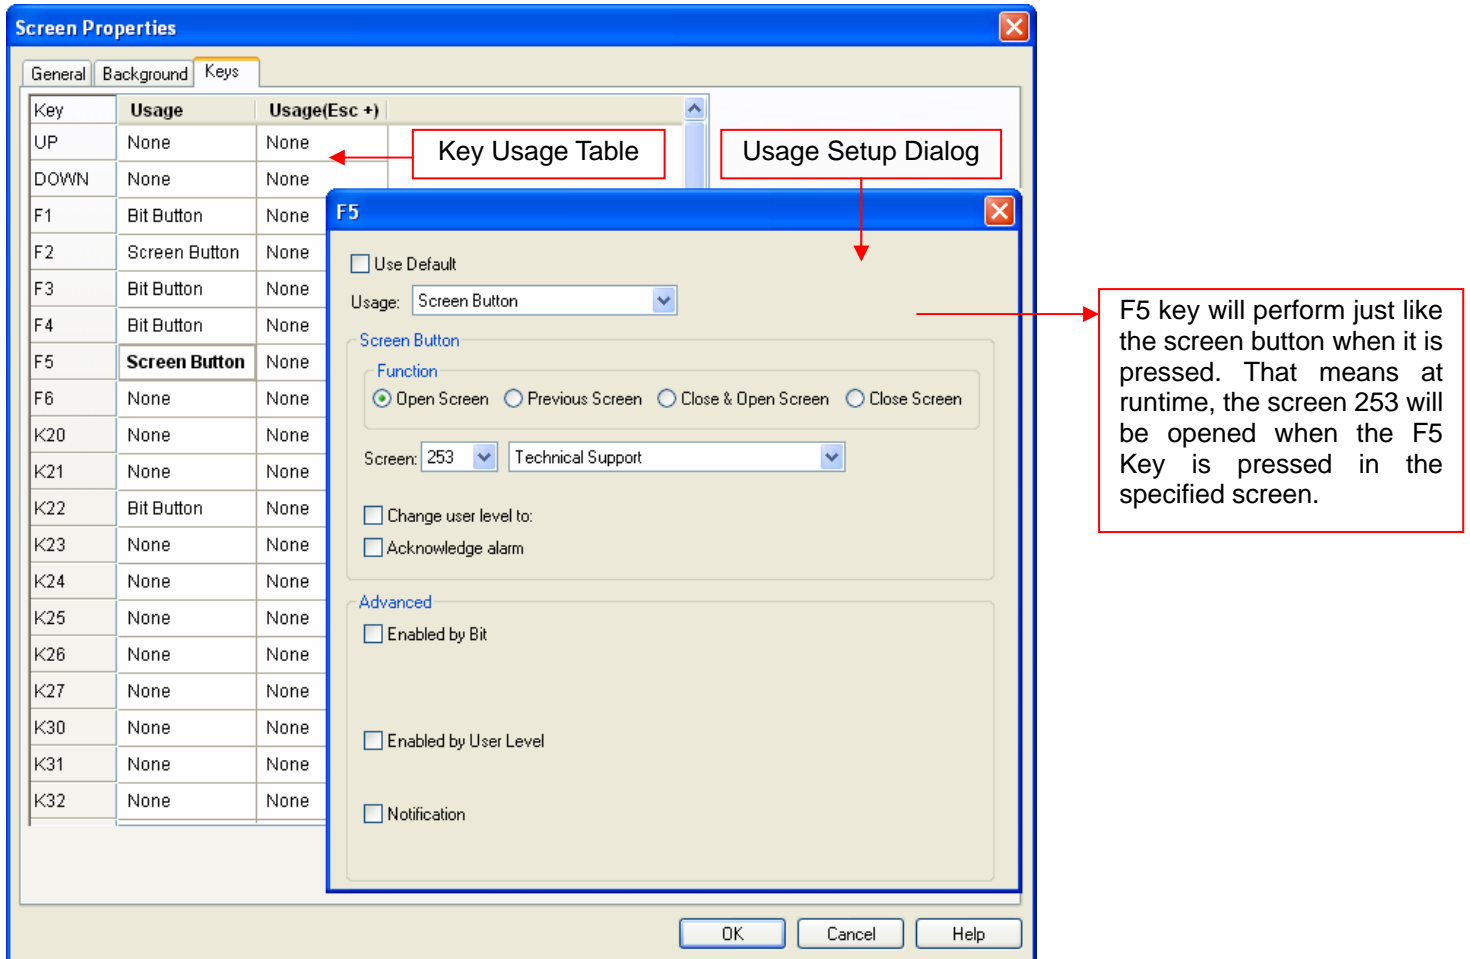 Screen Properties
General Background Keys
Key Usage Usage(Esc +)
UP None None
Key Usage Table
Usage Setup Dialog
DOWN None None
F1 Bit Button None
F2 Screen Button None
F3 Bit Button None
F4 Bit Button None
F5 Screen Button None
F6 None None
K20 None None
K21 None None
K22 Bit Button None
K23 None None
K24 None None
K25 None None
K26 None None
K27 None None
K30 None None
K31 None None
K32 None None
F5
Use Default
Usage: Screen Button
Screen Button
Function
Open Screen Previous Screen Close & Open Screen Close Screen
Screen: 253 Technical Support
Change user level to:
Acknowledge alarm
Advanced
Enabled by Bit
Enabled by User Level
Notification
OK Cancel Help
F5 key will perform just like
the screen button when it is
pressed. That means at
runtime, the screen 253 will
be opened when the F5
Key is pressed in the
specified screen.